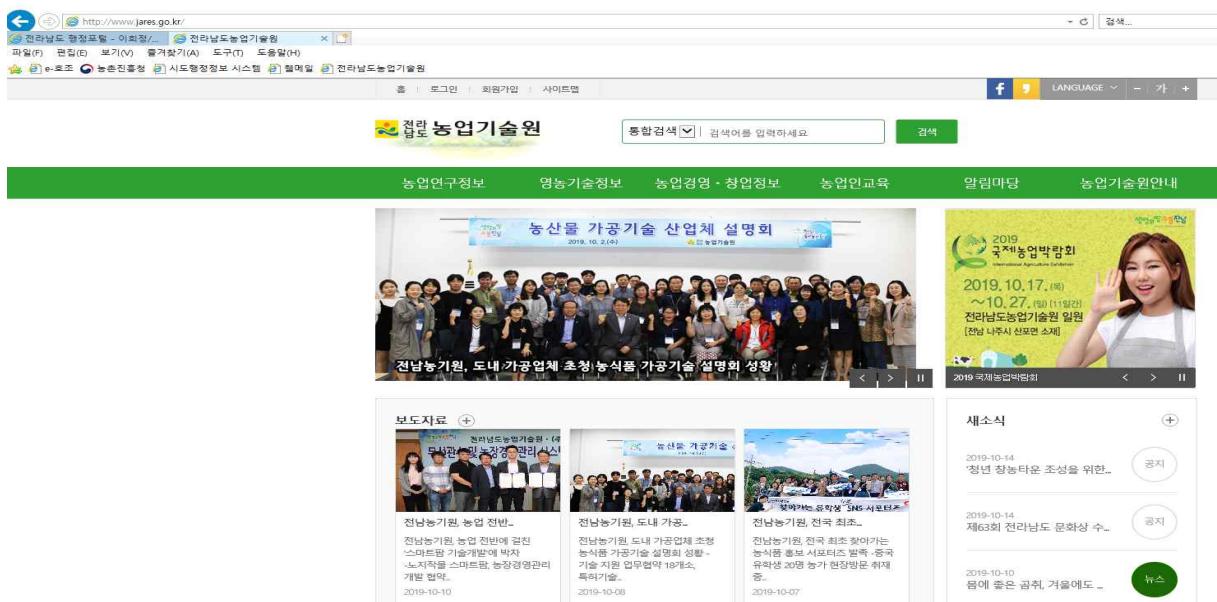 http://www.jares.go.kr/
검색...
전라남도 행정포털 - 이희정/...
전라남도농업기술원
파일(F) 편집(E) 보기(V) 즐겨찾기(A) 도구(T) 도움말(H)
e-호조 농촌진흥청 시도행정정보 시스템 웹메일 전라남도농업기술원
홈 로그인 회원가입 사이트맵
LANGUAGE - 가 +
전라남도 농업기술원
통합검색 검색어를 입력하세요 검색
농업연구정보 영농기술정보 농업경영·창업정보 농업인교육 알림마당 농업기술원안내
농산물 가공기술 산업체 설명회
2019. 10. 2.(수)
전남농기원, 도내 가공업체 초청 농식품 가공기술 설명회 성황
2019
국제농업박람회
International Agriculture Exhibition
2019.10.17.(목)
~10.27.(일) (11일간)
전라남도농업기술원 일원
[전남 나주시 산포면 소재]
2019 국제농업박람회
보도자료
전남농기원, 농업 전반...
전남농기원, 농업 전반에 걸친
'스마트팜 기술개발'에 박차
-노지작물 스마트팜, 농장경영관리
개발 협약...
2019-10-10
전남농기원, 도내 가공...
전남농기원, 도내 가공업체 초청
농식품 가공기술 설명회 성황 -
기술 지원 업무협약 18개소,
특허기술...
2019-10-08
찾아가는 유학생 SNS 서포터즈
전남농기원, 전국 최초...
전남농기원, 전국 최초 찾아가는
농식품 홍보 서포터즈 발족 -중국
유학생 20명 농가 현장방문 취재
중...
2019-10-07
새소식
2019-10-14
'청년 창농타운 조성을 위한...
공지
2019-10-14
제63회 전라남도 문화상 수...
공지
2019-10-10
몸에 좋은 곰취, 겨울에도 ...
뉴스